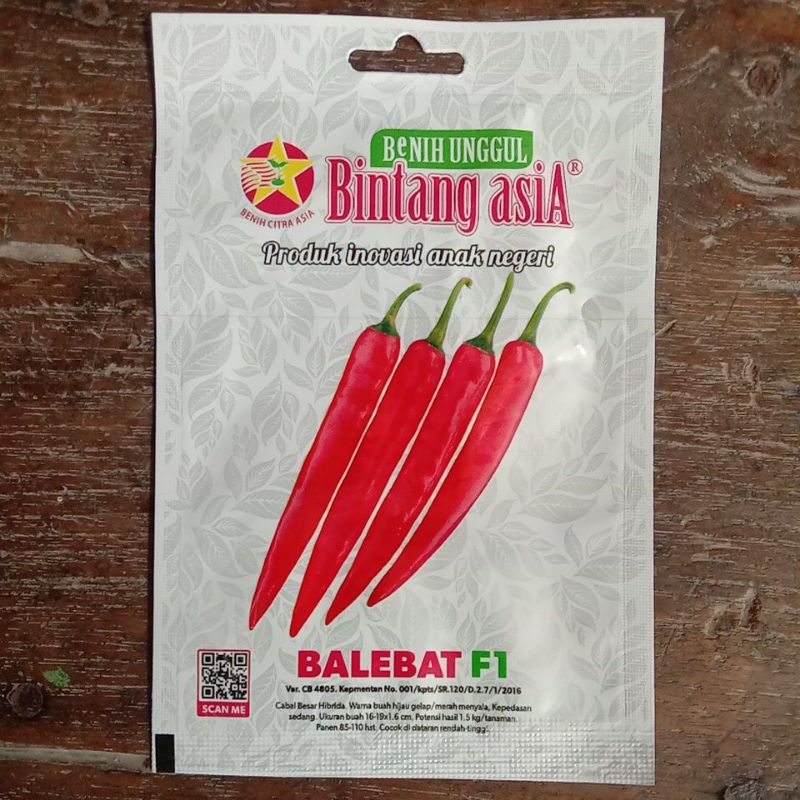 BeNIH UNGGUL
Bintang asiA®
BENIH CITRA ASIA
Produk inovasi anak negeri
BALEBAT F1
Var. CB 4805. Kepmentan No. 001/kpts/SR.120/D.2.7/1/2016
Cabai Besar Hibrida. Warna buah hijau gelap/merah menyala, Kepedasan
sedang. Ukuran buah 16-19x1.6 cm. Potensi hasil 1.5 kg/tanaman.
Panen 85-110 hst. Cocok di dataran rendah-tinggi.
SCAN ME